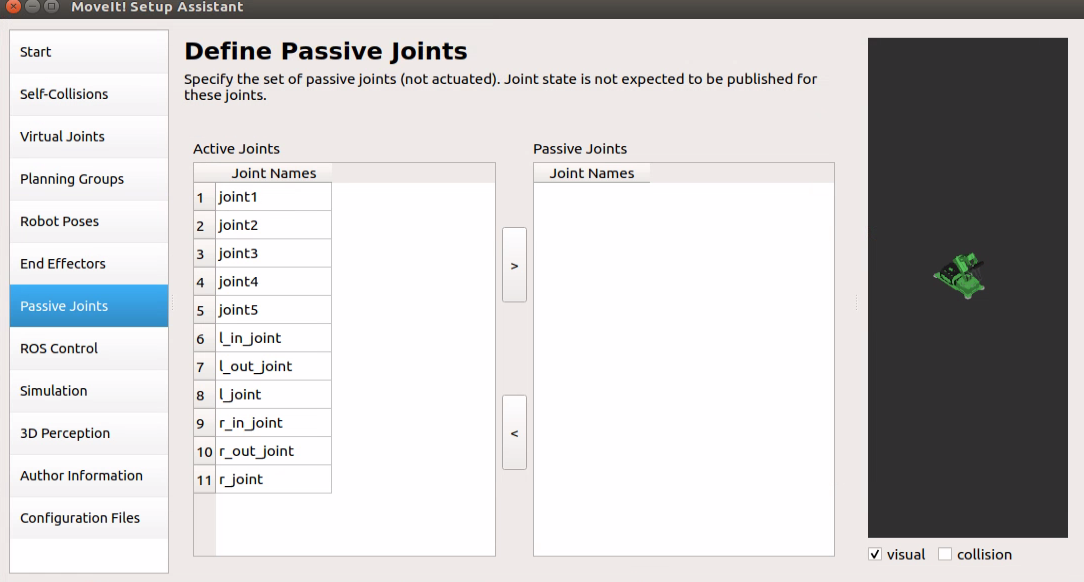 MoveIt! Setup Assistant
Start
Self-Collisions
Virtual Joints
Planning Groups
Robot Poses
End Effectors
Passive Joints
ROS Control
Simulation
3D Perception
Author Information
Configuration Files
Define Passive Joints
Specify the set of passive joints (not actuated). Joint state is not expected to be published for
these joints.
Active Joints
Joint Names
1 joint1
2 joint2
3 joint3
4 joint4
5 joint5
6 l_in_joint
7 l_out_joint
8 l_joint
9 r_in_joint
10 r_out_joint
11 r_joint
>
<
Passive Joints
Joint Names
visual
collision